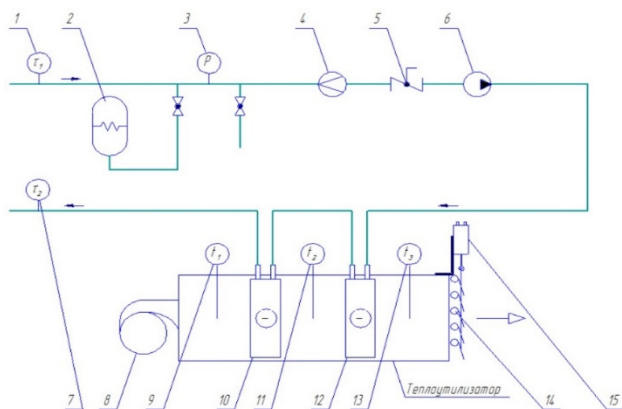 1 2 3 4 5 6
T₁ P
T₂
t₁ t₂ t₃
Теплоутилизатор
7 8 9 10 11 12 13 14 15